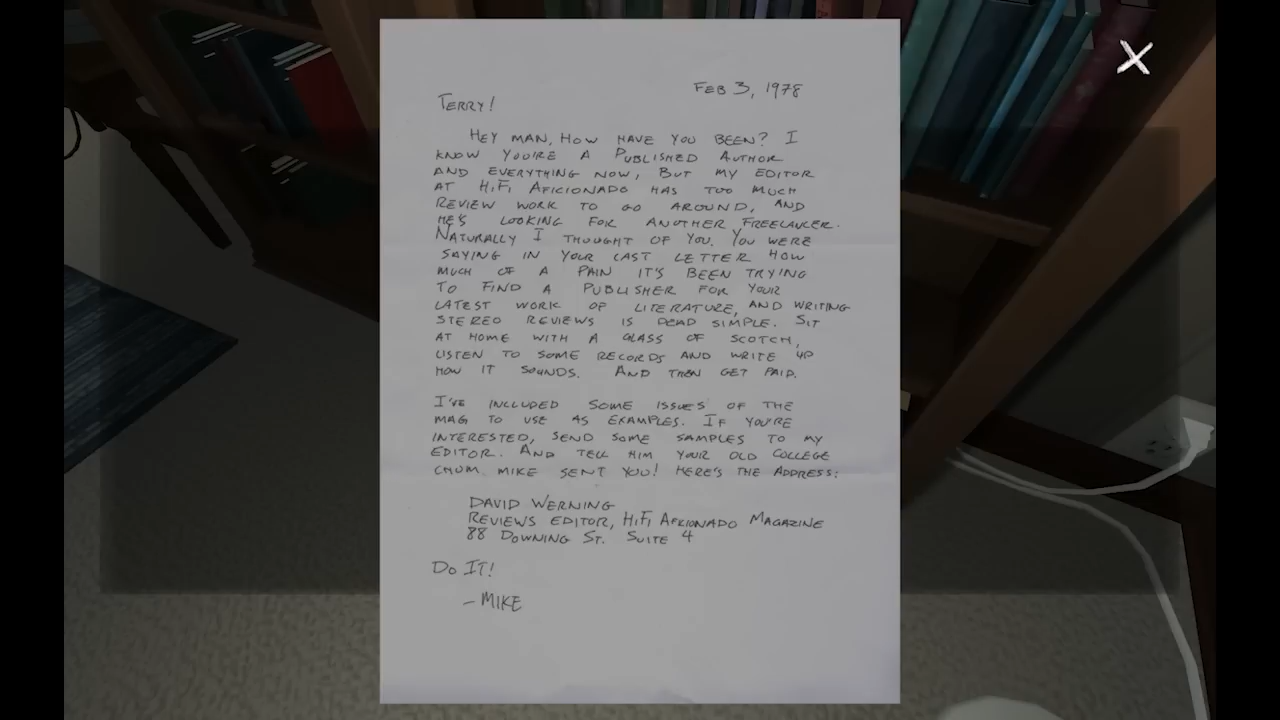 FEB 3, 1978
TERRY!
HEY MAN, HOW HAVE YOU BEEN? I
KNOW YOU'RE A PUBLISHED AUTHOR
AND EVERYTHING NOW, BUT MY EDITOR
AT HIFI AFICIONADO HAS TOO MUCH
REVIEW WORK TO GO AROUND, AND
HE'S LOOKING FOR ANOTHER FREELANCER.
NATURALLY I THOUGHT OF YOU. YOU WERE
SAYING IN YOUR LAST LETTER HOW
MUCH OF A PAIN IT'S BEEN TRYING
TO FIND A PUBLISHER FOR YOUR
LATEST WORK OF LITERATURE, AND WRITING
STEREO REVIEWS IS DEAD SIMPLE. SIT
AT HOME WITH A GLASS OF SCOTCH,
LISTEN TO SOME RECORDS AND WRITE UP
HOW IT SOUNDS. AND THEN GET PAID.
I'VE INCLUDED SOME ISSUES OF THE
MAG TO USE AS EXAMPLES. IF YOU'RE
INTERESTED, SEND SOME SAMPLES TO MY
EDITOR. AND TELL HIM YOUR OLD COLLEGE
CHUM MIKE SENT YOU! HERE'S THE ADDRESS:
DAVID WERNING
REVIEWS EDITOR, HIFI AFICIONADO MAGAZINE
88 DOWNING ST. SUITE 4
DO IT!
- MIKE